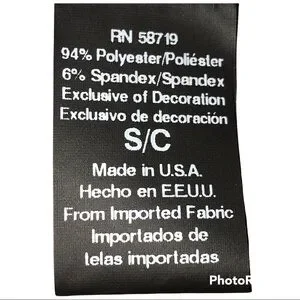 RN 58719
94% Polyester/Poliéster
6% Spandex/Spandex
Exclusive of Decoration
Exclusivo de decoración
S/C
Made in U.S.A.
Hecho en E.E.U.U.
From Imported Fabric
Importados de
telas importadas